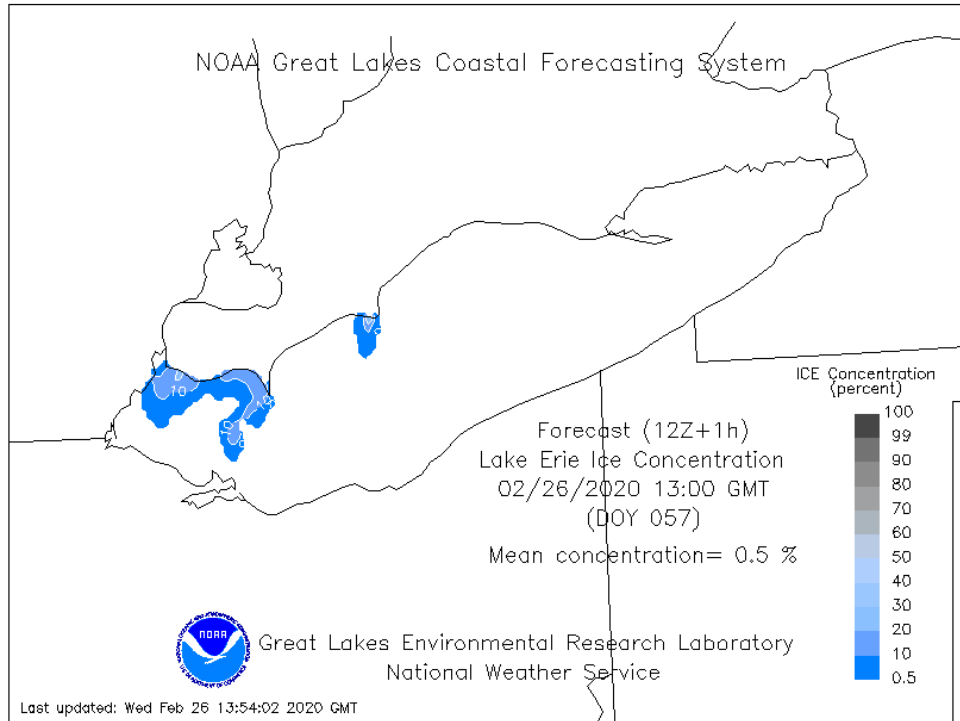 NOAA Great Lakes Coastal Forecasting System
10
ICE Concentration
(percent)
100
99
90
80
70
60
50
40
30
20
10
0.5
Forecast (12Z+1h)
Lake Erie Ice Concentration
02/26/2020 13:00 GMT
(DOY 057)
Mean concentration= 0.5 %
NOAA
Great Lakes Environmental Research Laboratory
National Weather Service
Last updated: Wed Feb 26 13:54:02 2020 GMT